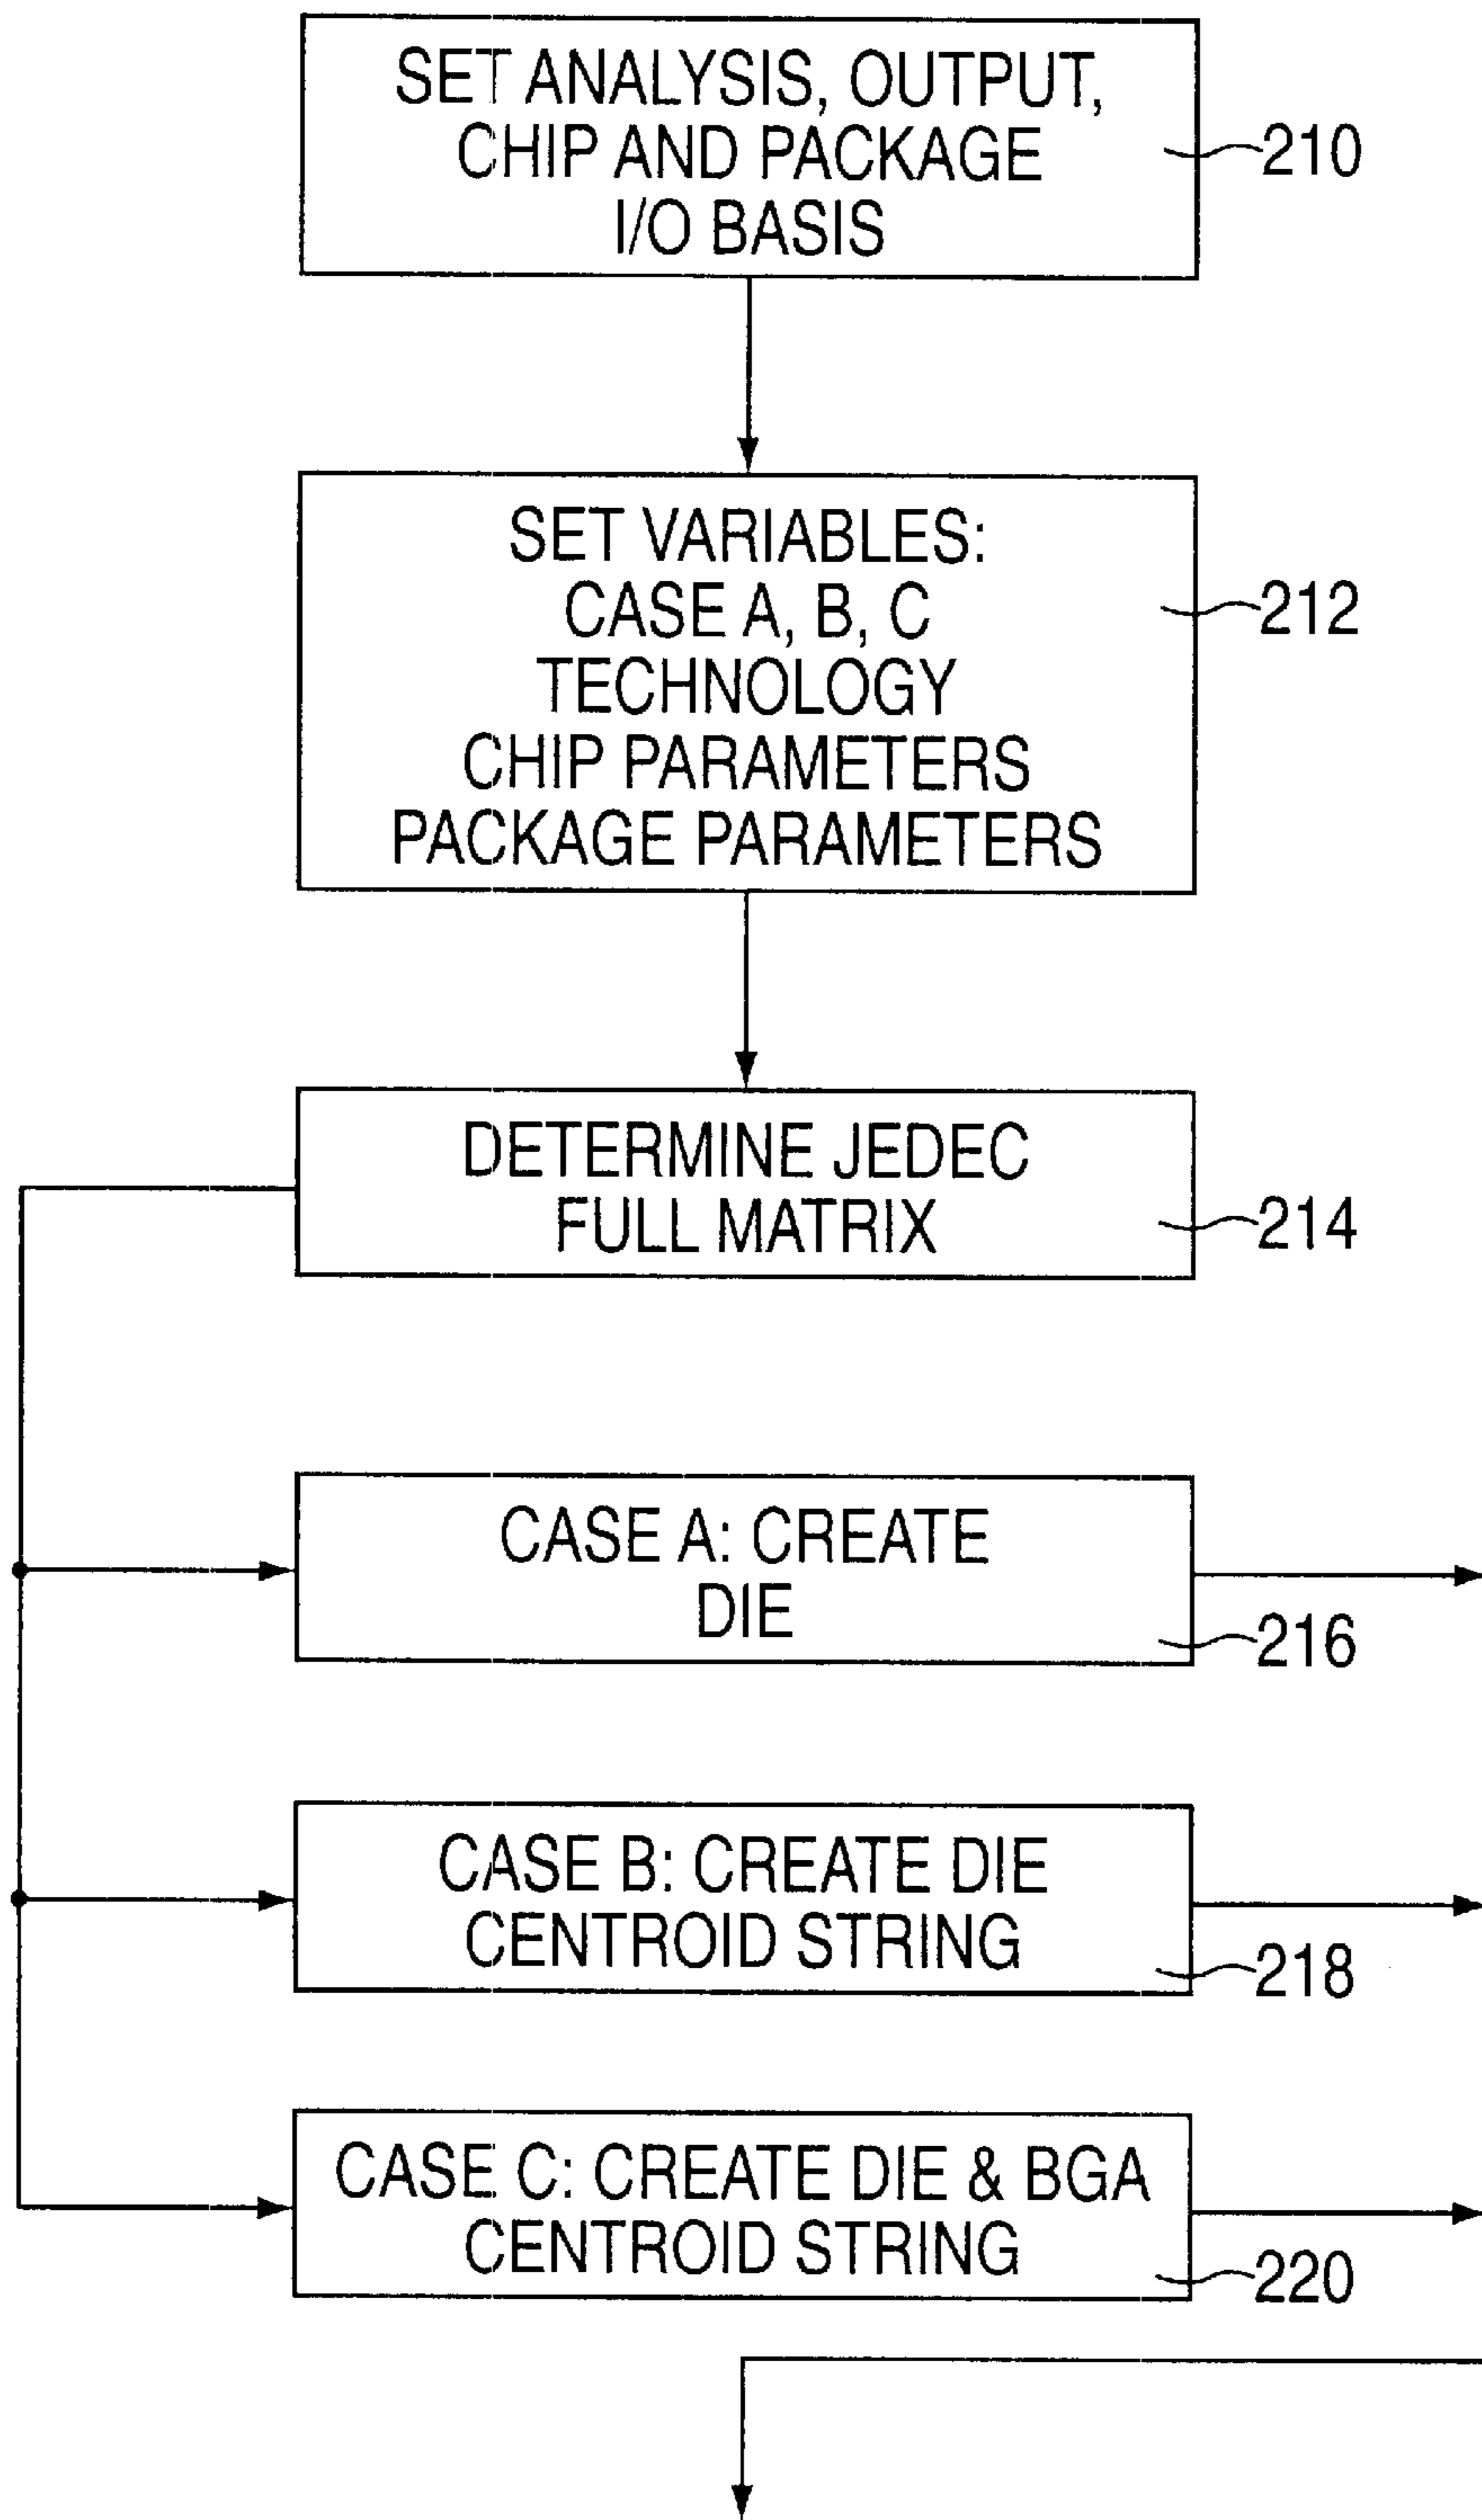 SET ANALYSIS, OUTPUT,
CHIP AND PACKAGE
I/O BASIS
210
SET VARIABLES:
CASE A, B, C
TECHNOLOGY
CHIP PARAMETERS
PACKAGE PARAMETERS
212
DETERMINE JEDEC
FULL MATRIX
214
CASE A: CREATE
DIE
216
CASE B: CREATE DIE
CENTROID STRING
218
CASE C: CREATE DIE & BGA
CENTROID STRING
220